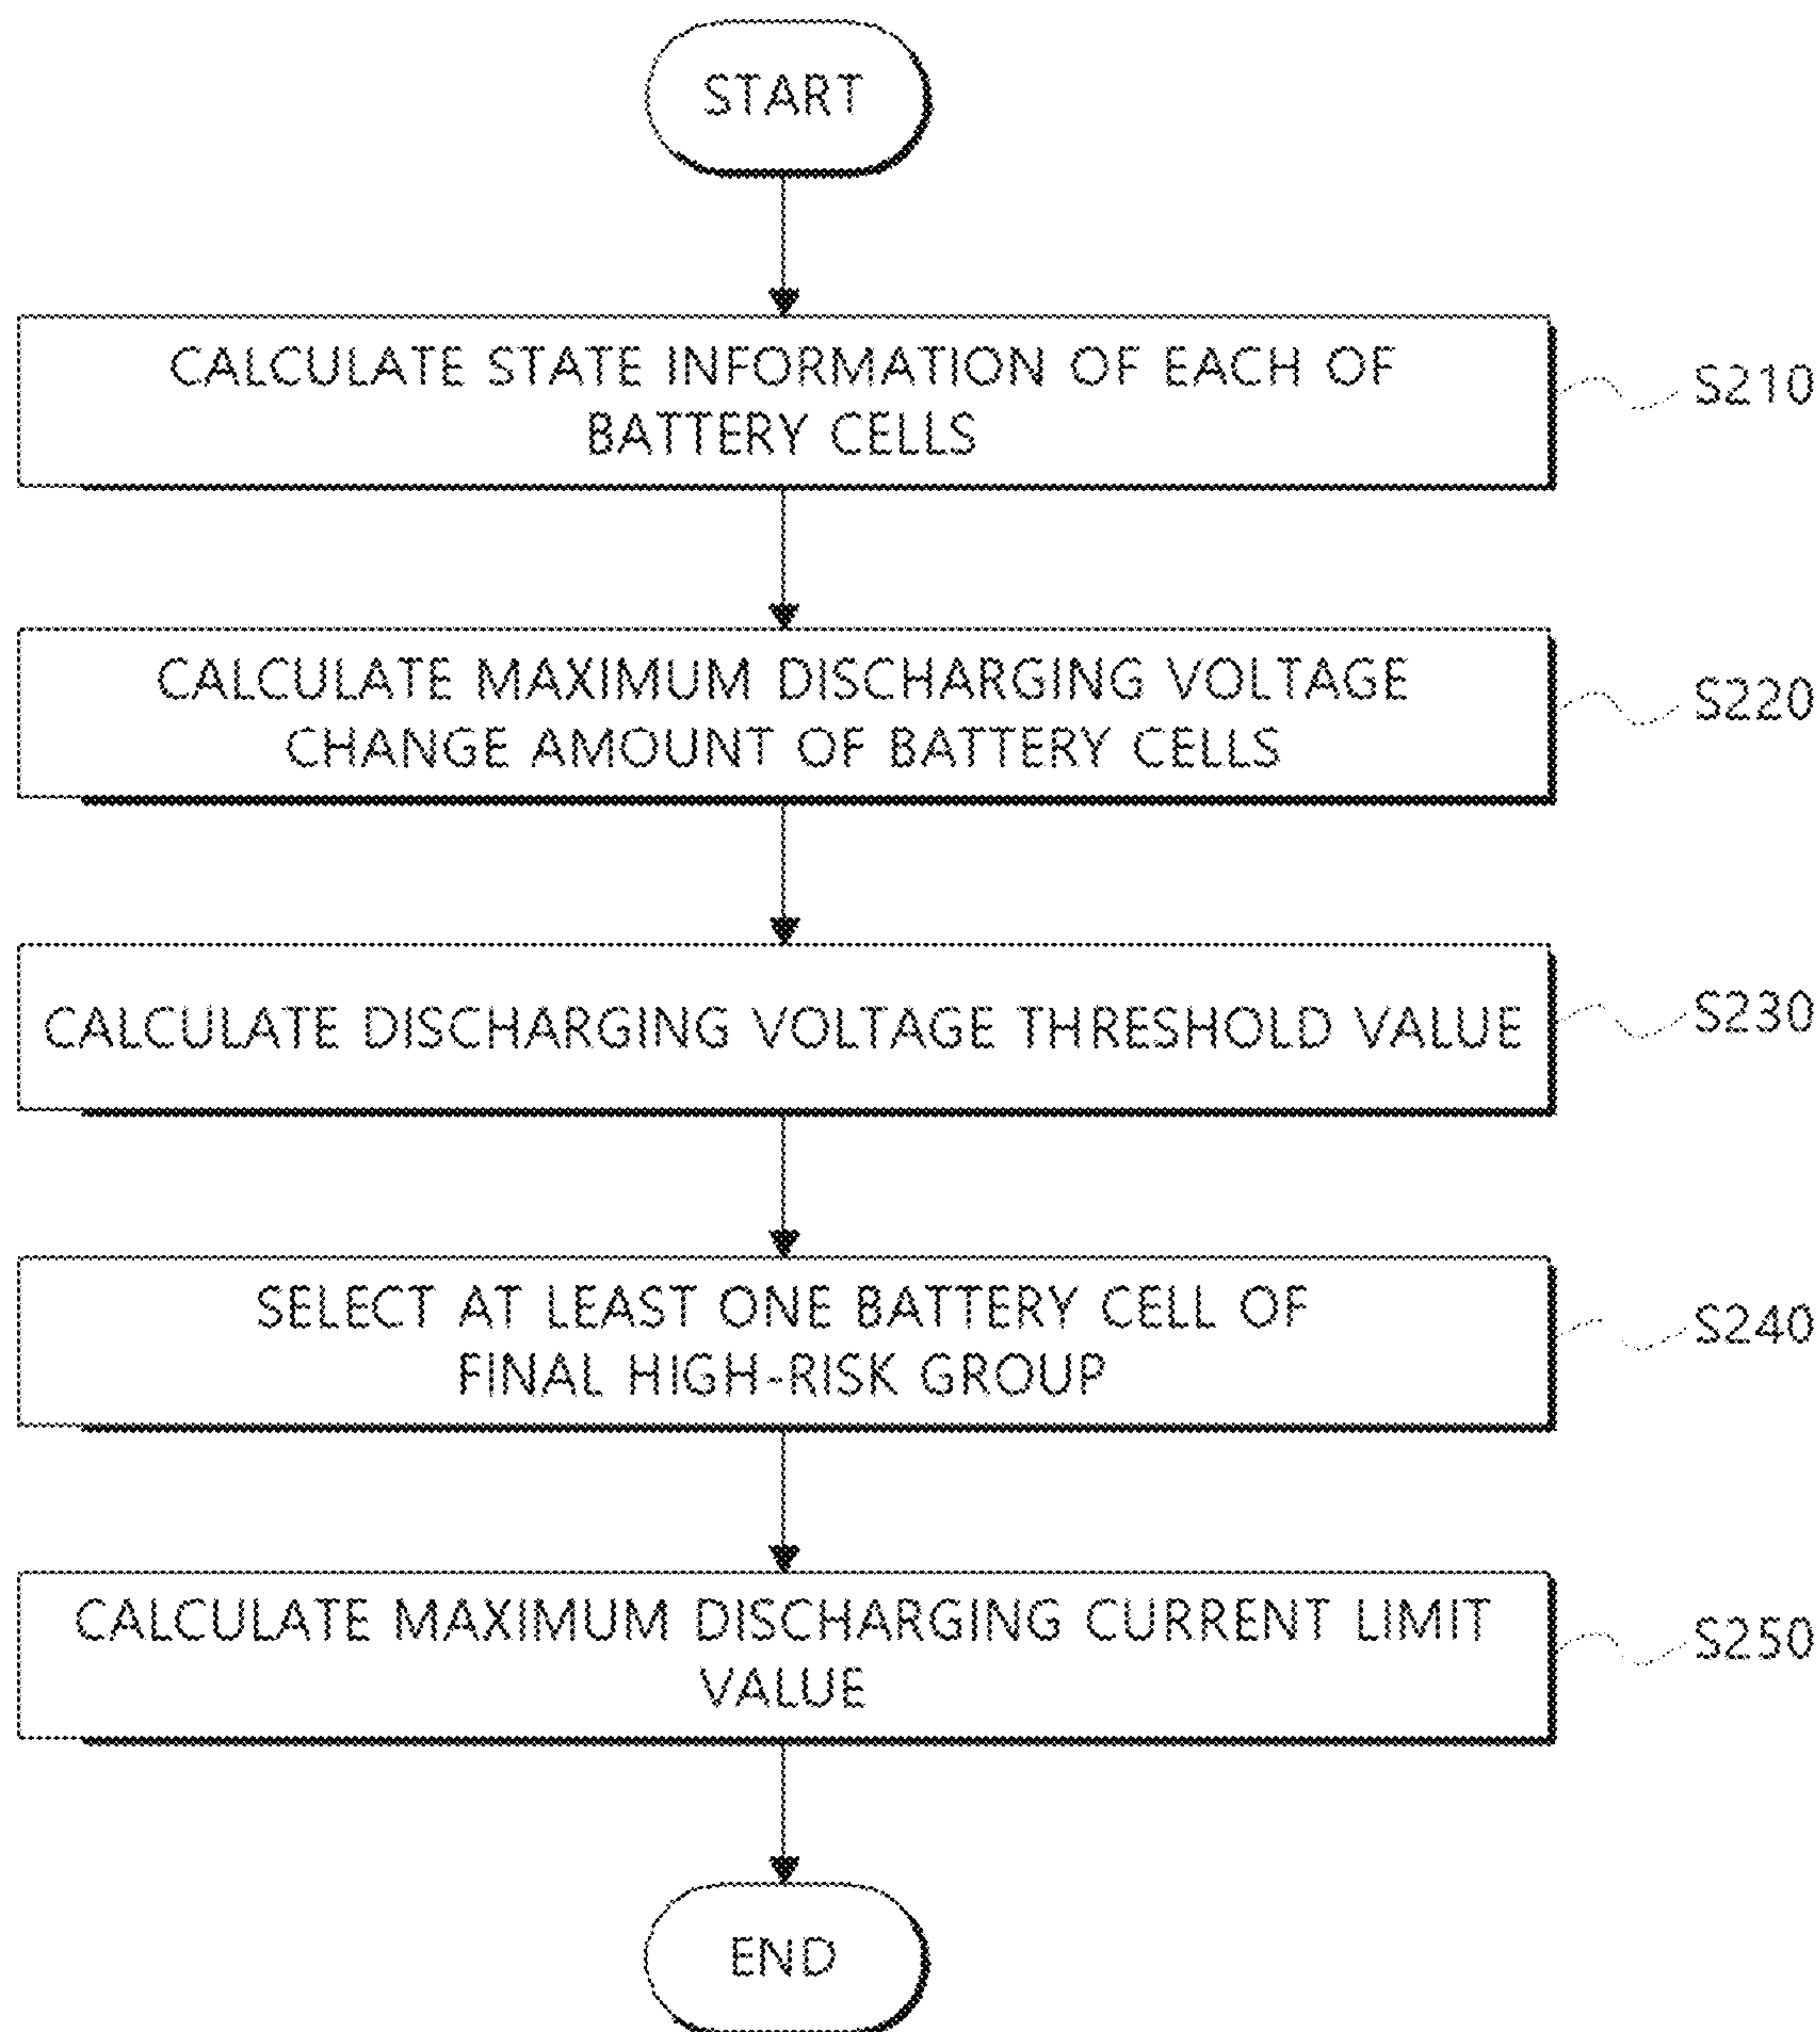 START
CALCULATE STATE INFORMATION OF EACH OF
BATTERY CELLS
S210
CALCULATE MAXIMUM DISCHARGING VOLTAGE
CHANGE AMOUNT OF BATTERY CELLS
S220
CALCULATE DISCHARGING VOLTAGE THRESHOLD VALUE
S230
SELECT AT LEAST ONE BATTERY CELL OF
FINAL HIGH-RISK GROUP
S240
CALCULATE MAXIMUM DISCHARGING CURRENT LIMIT
VALUE
S250
END